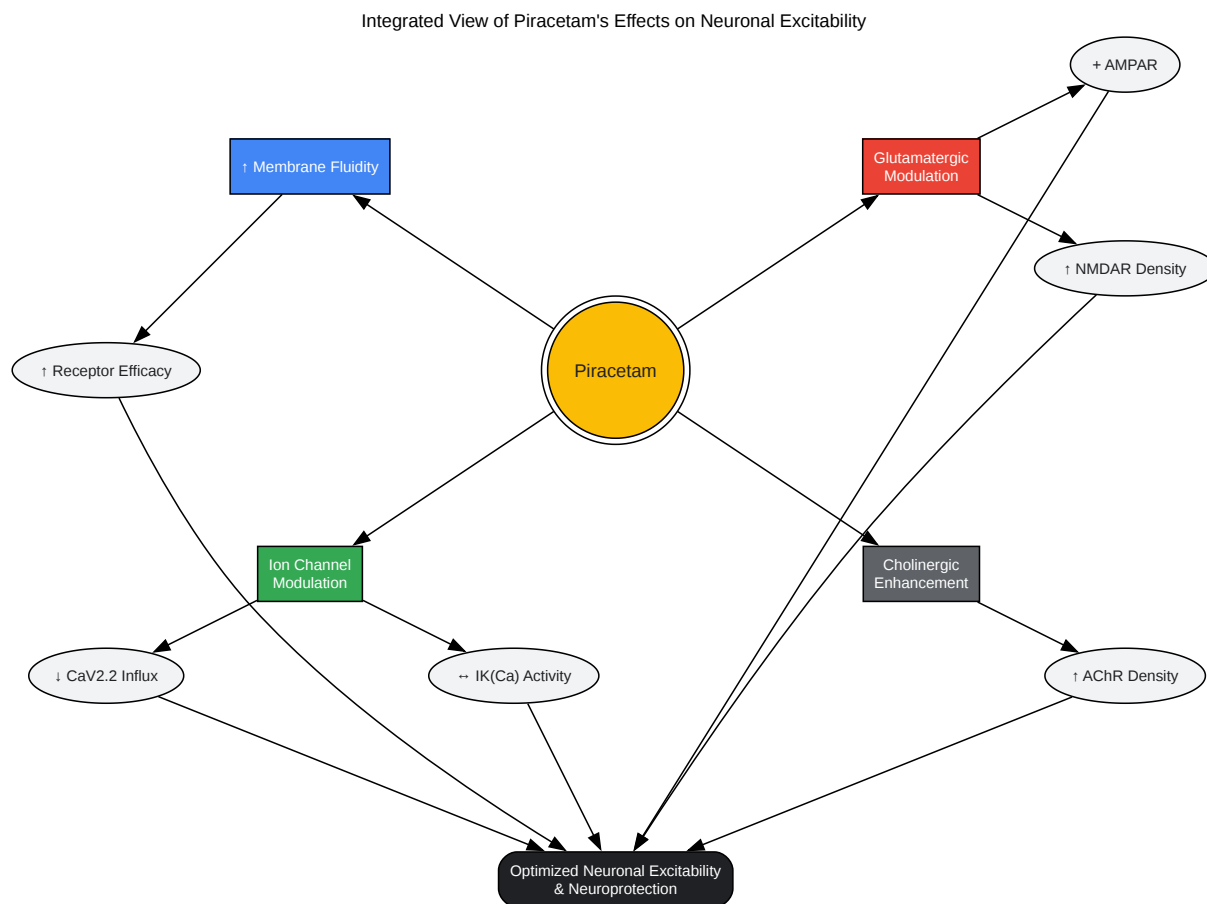 Integrated View of Piracetam's Effects on Neuronal Excitability
+ AMPAR
↑ Membrane Fluidity
Glutamatergic
Modulation
↑ NMDAR Density
↑ Receptor Efficacy
Piracetam
Ion Channel
Modulation
Cholinergic
Enhancement
↓ CaV2.2 Influx
↔ IK(Ca) Activity
↑ AChR Density
Optimized Neuronal Excitability
& Neuroprotection